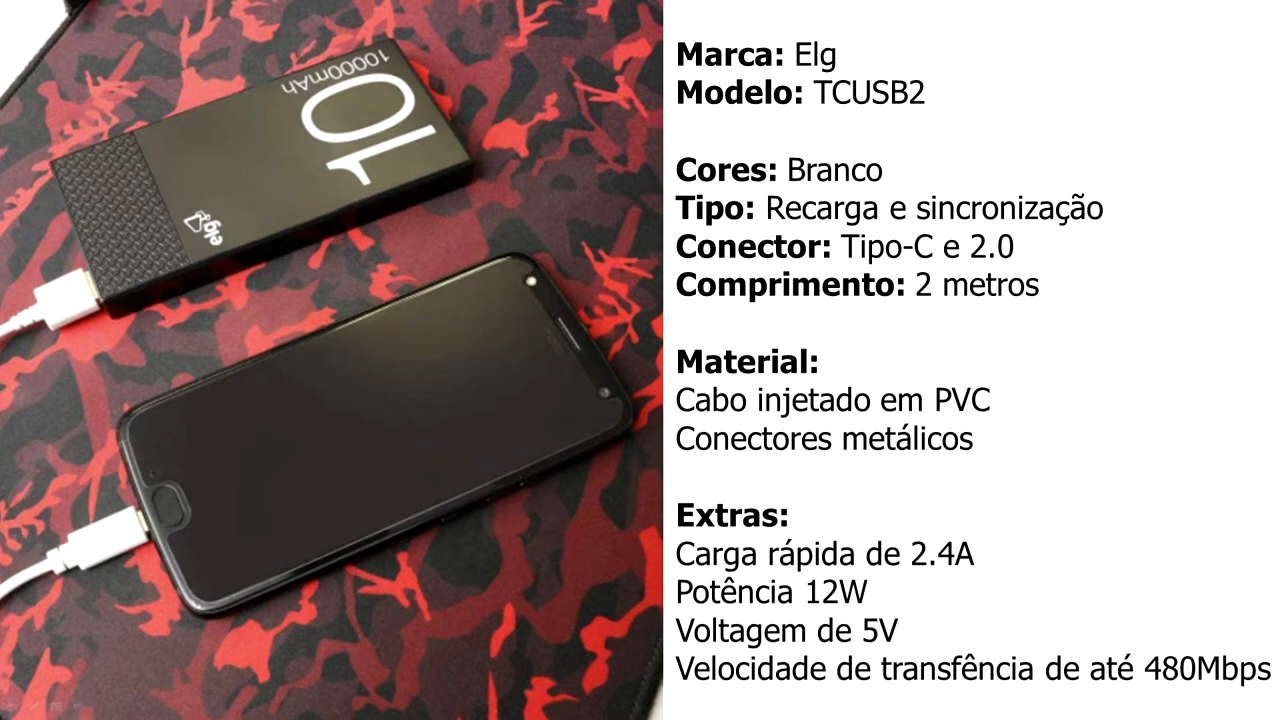 10000mAh
10
elg
Marca: Elg
Modelo: TCUSB2
Cores: Branco
Tipo: Recarga e sincronização
Conector: Tipo-C e 2.0
Comprimento: 2 metros
Material:
Cabo injetado em PVC
Conectores metálicos
Extras:
Carga rápida de 2.4A
Potência 12W
Voltagem de 5V
Velocidade de transfência de até 480Mbps